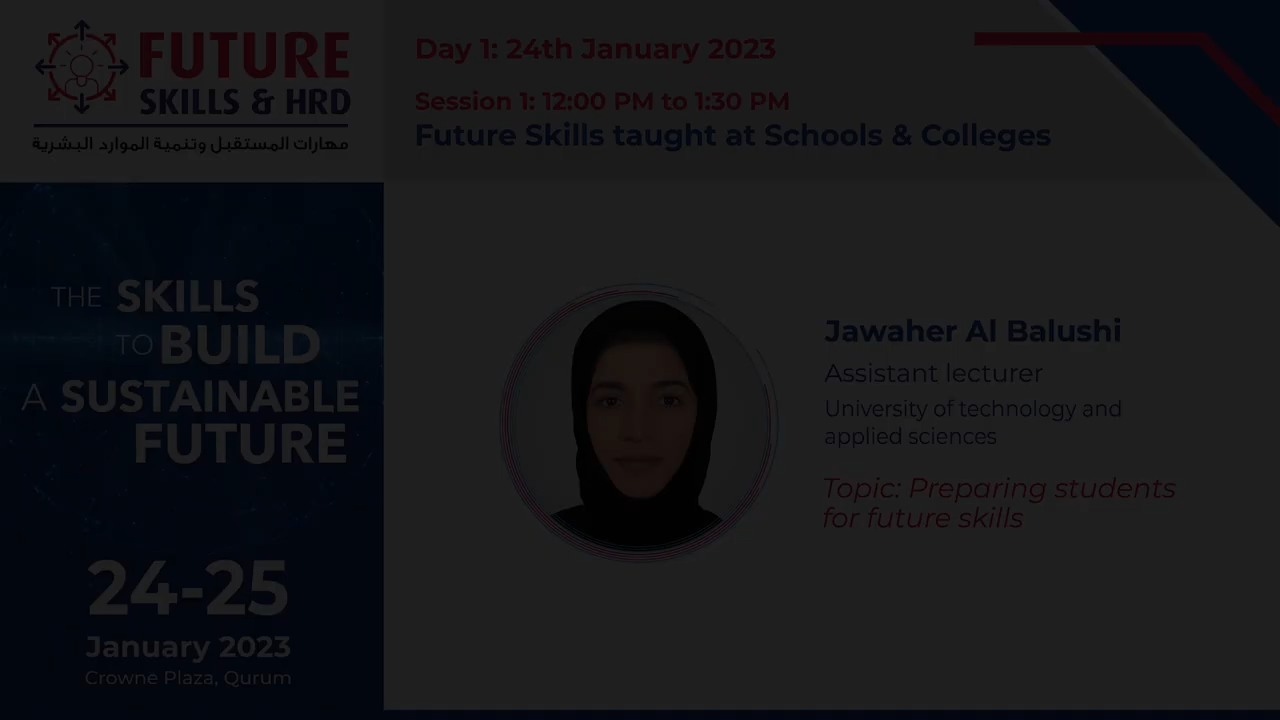 FUTURE
SKILLS & HRD
مهارات المستقبل وتنمية الموارد البشرية
Day 1: 24th January 2023
Session 1: 12:00 PM to 1:30 PM
Future Skills taught at Schools & Colleges
THE SKILLS
TO BUILD
A SUSTAINABLE
FUTURE
24-25
January 2023
Crowne Plaza, Qurum
Jawaher Al Balushi
Assistant lecturer
University of technology and
applied sciences
Topic: Preparing students
for future skills